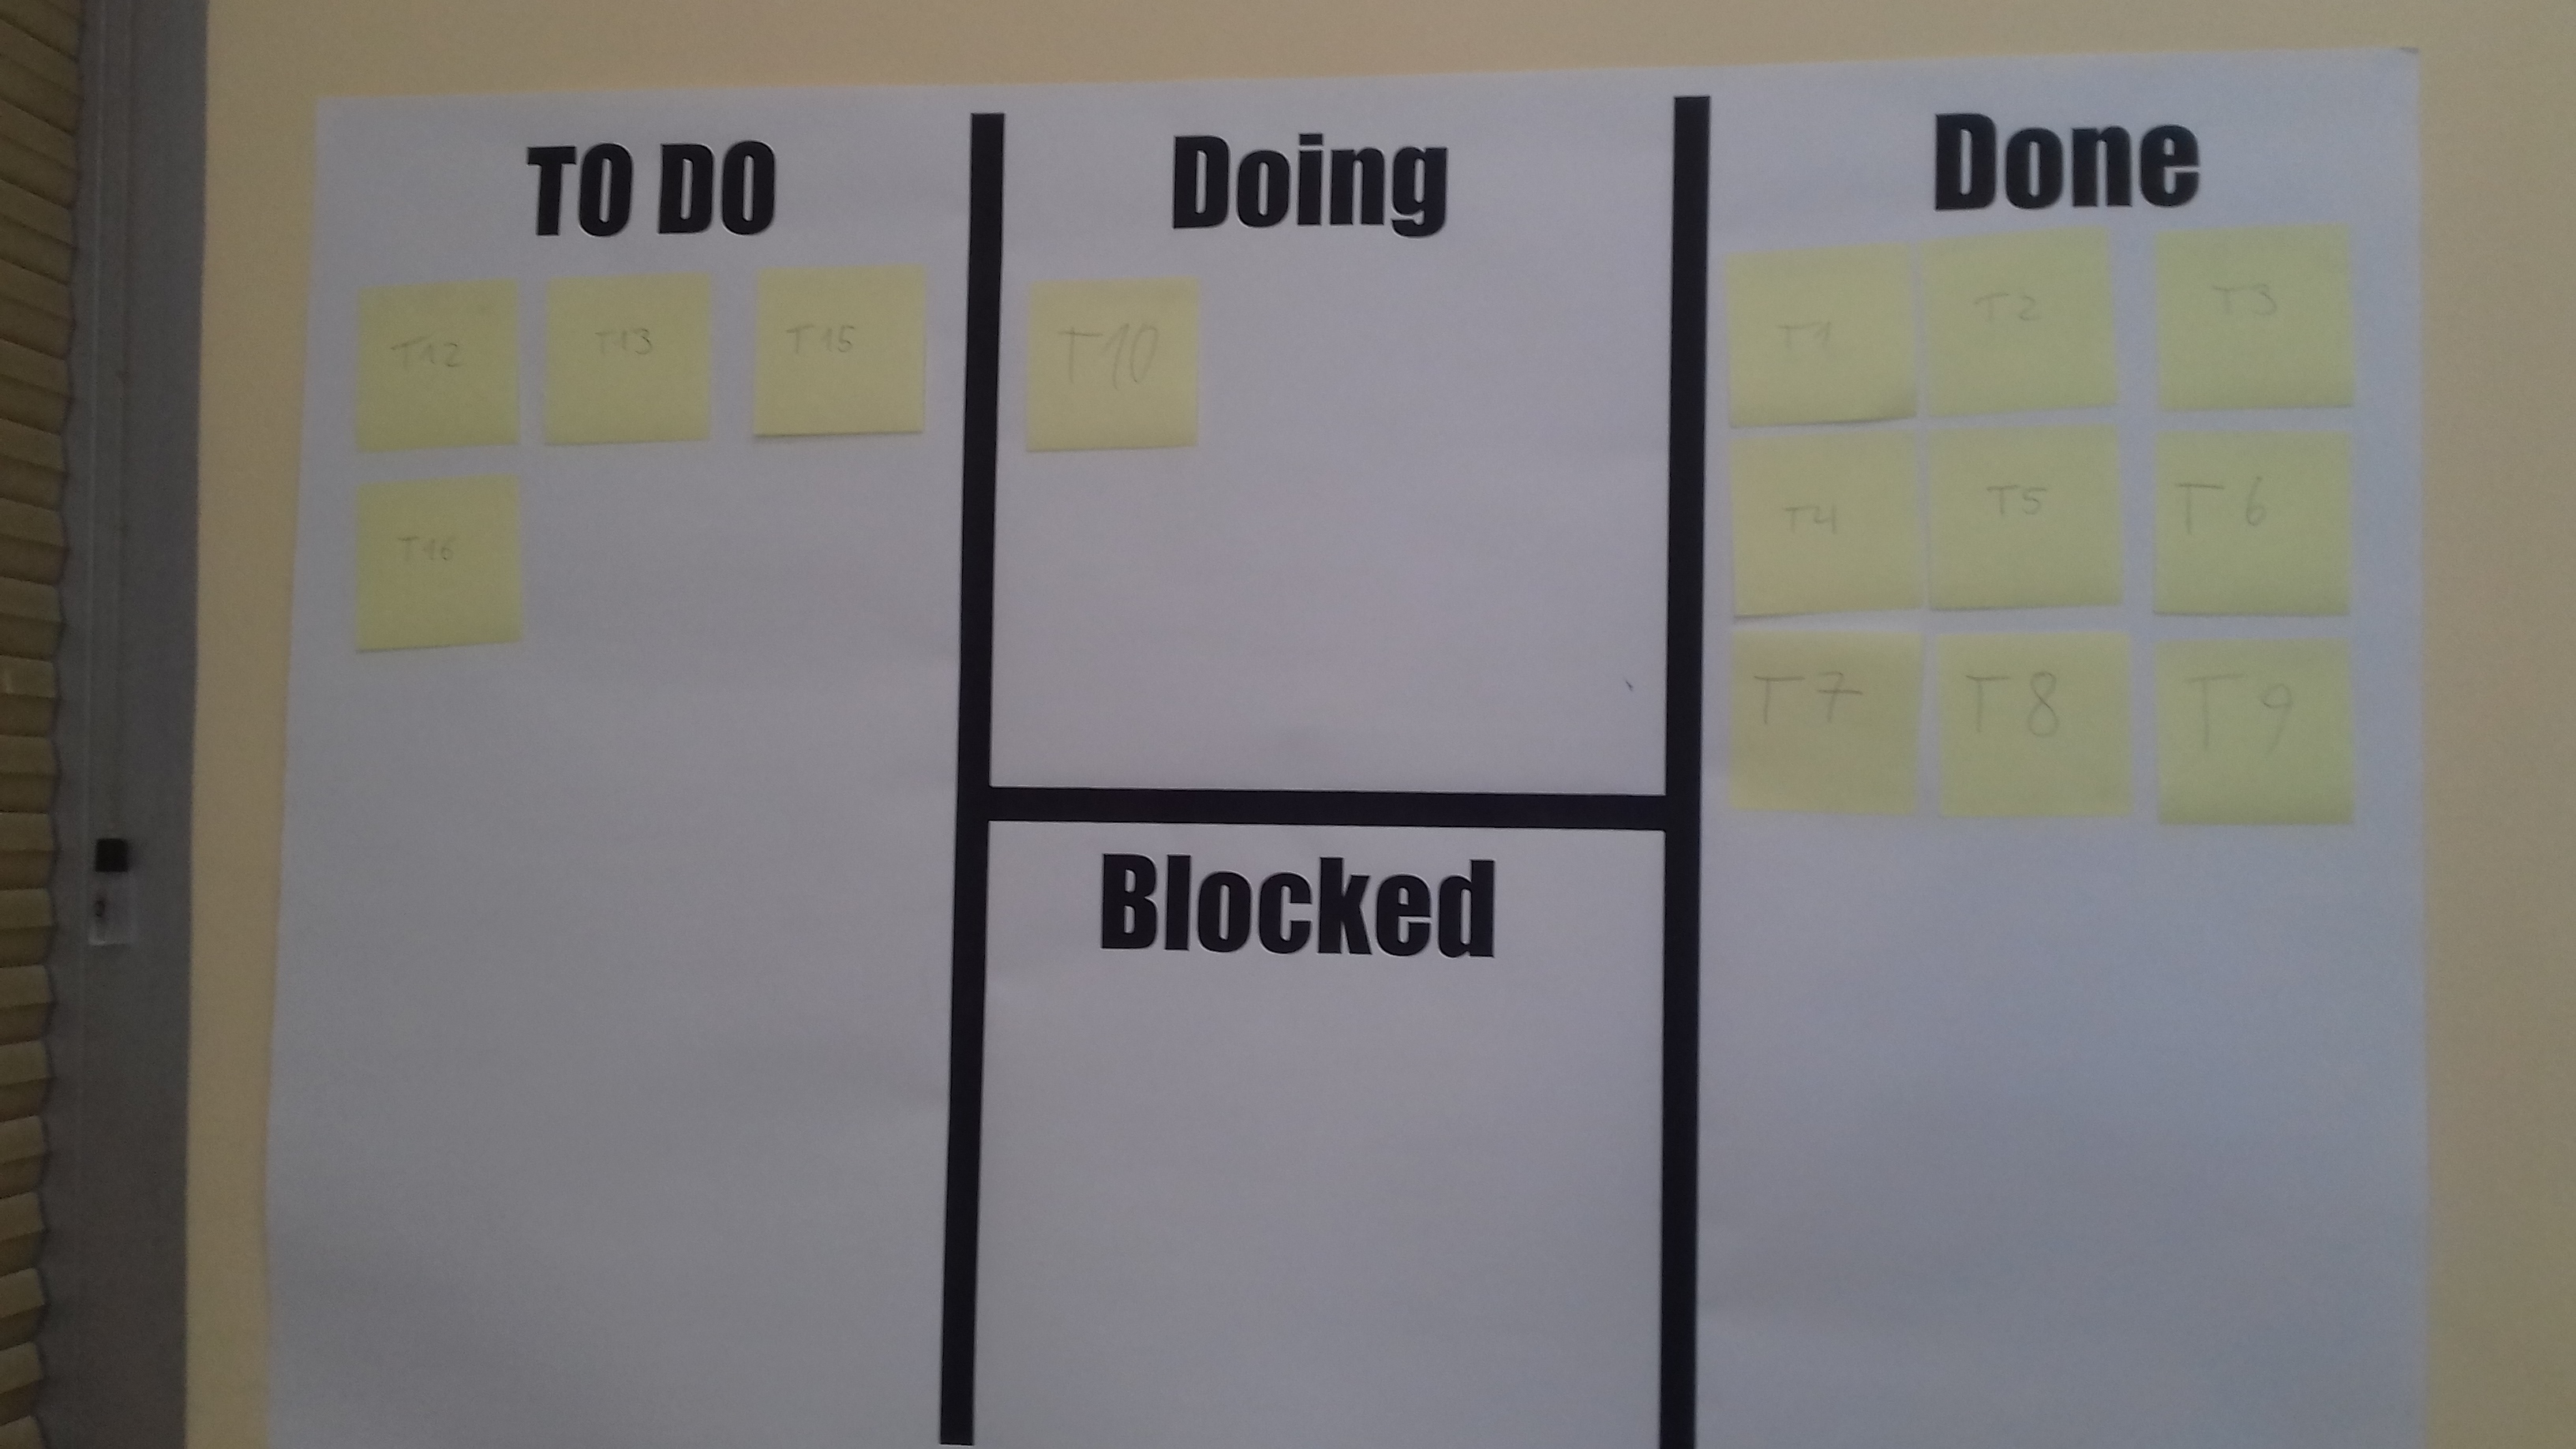 TO DO
T12
T13
T15
T16
Doing
T10
Blocked
Done
T1
T2
T3
T4
T5
T6
T7
T8
T9